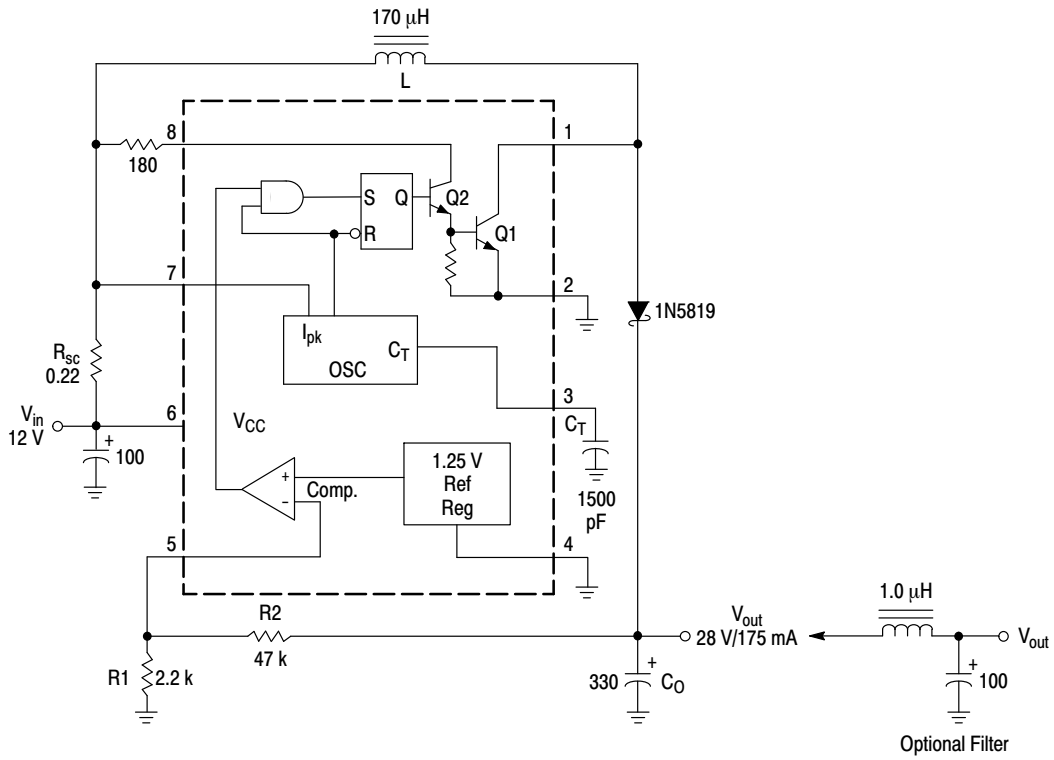 170 μH
L
8
1
180
S
Q
Q2
R
Q1
7
2
Ipk
CT
OSC
1N5819
Rsc
0.22
3
CT
Vin
12 V
6
VCC
100
+
1.25 V
Ref
Reg
+
Comp.
–
1500
pF
5
4
R2
47 k
Vout
28 V/175 mA
1.0 μH
Vout
R1
2.2 k
330
+
CO
+
100
Optional Filter